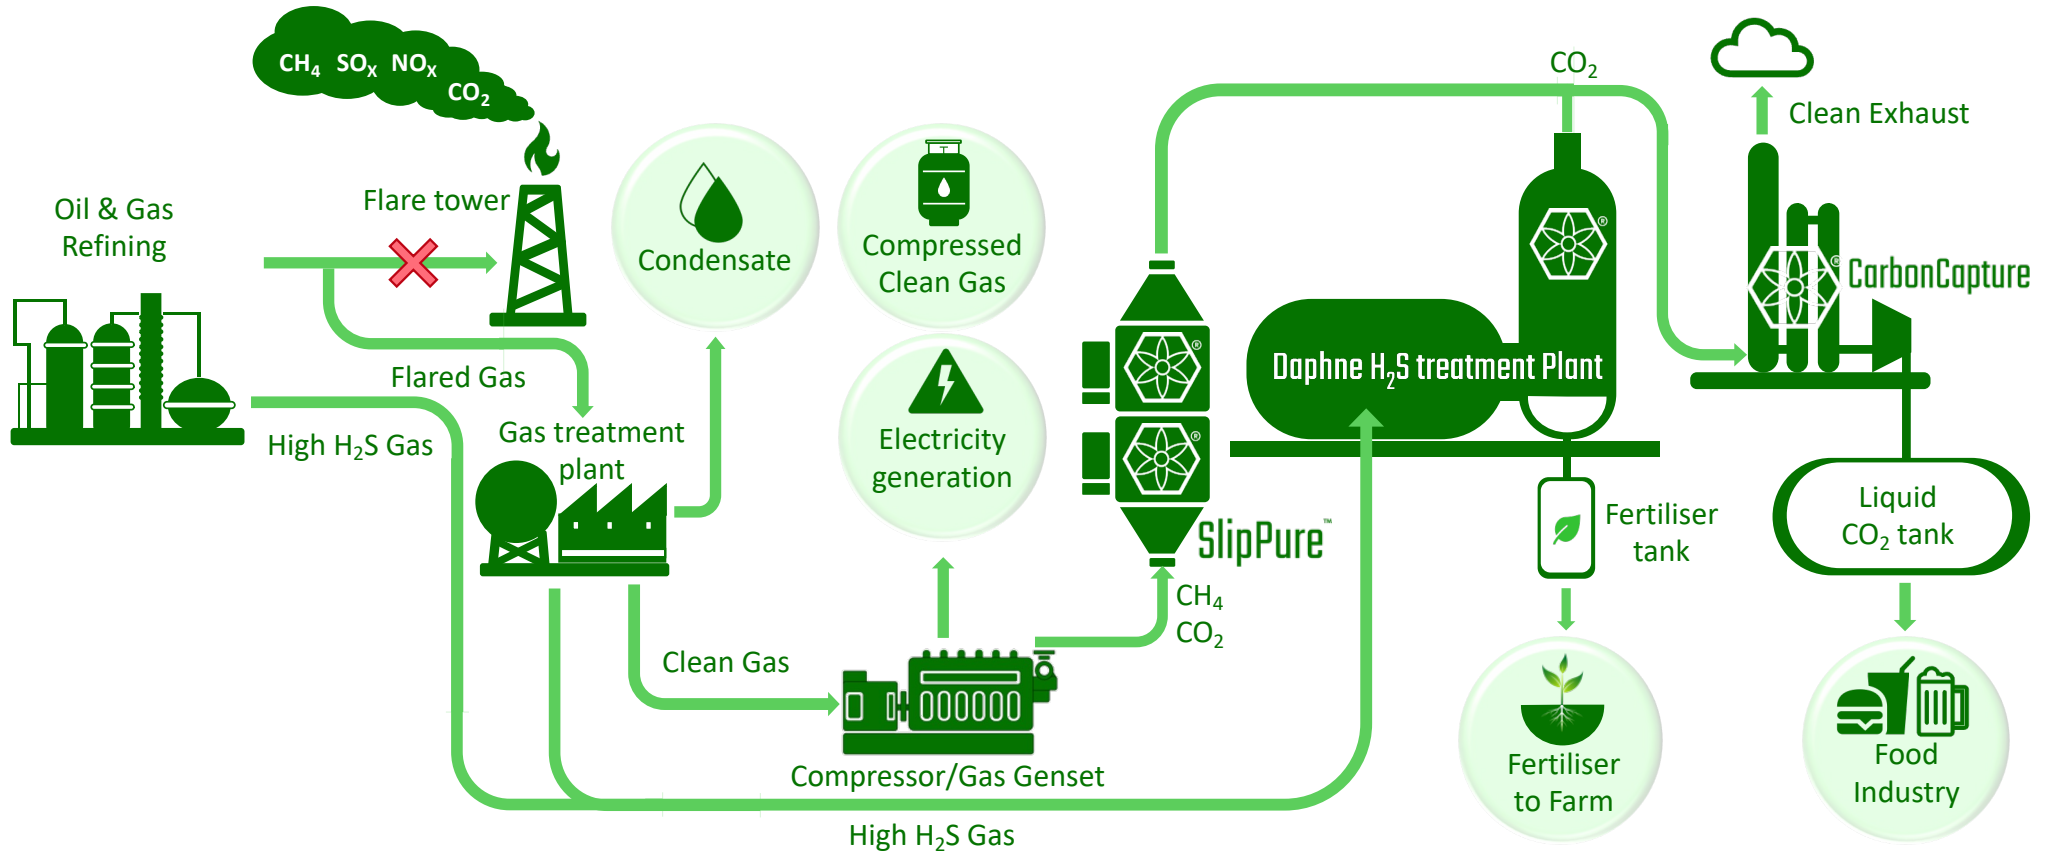 CH₄ SOₓ NOₓ
CO₂
Oil & Gas
Refining
Flare tower
Flared Gas
High H₂S Gas
Gas treatment
plant
Condensate
Compressed
Clean Gas
Electricity
generation
Clean Gas
Compressor/Gas Genset
High H₂S Gas
CH₄
CO₂
SlipPure™
®
®
CO₂
Daphne H₂S treatment Plant
®
Fertiliser
tank
Fertiliser
to Farm
Clean Exhaust
®
CarbonCapture
Liquid
CO₂ tank
Food
Industry